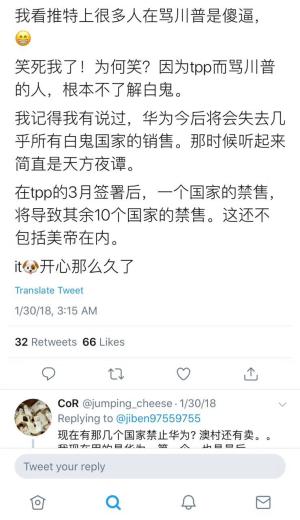 我看推特上很多人在骂川普是傻逼，
😁
笑死我了！为何笑？因为tpp而骂川普
的人，根本不了解白鬼。
我记得我有说过，华为今后将会失去几
乎所有白鬼国家的销售。那时候听起来
简直是天方夜谭。
在tpp的3月签署后，一个国家的禁售，
将导致其余10个国家的禁售。这还不
包括美帝在内。
it🐶开心那么久了
Translate Tweet
1/30/18, 3:15 AM
32 Retweets 66 Likes
CoR @jumping_cheese · 1/30/18
Replying to @jiben97559755
现在有那几个国家禁止华为？澳村还有卖。。
Tweet your reply